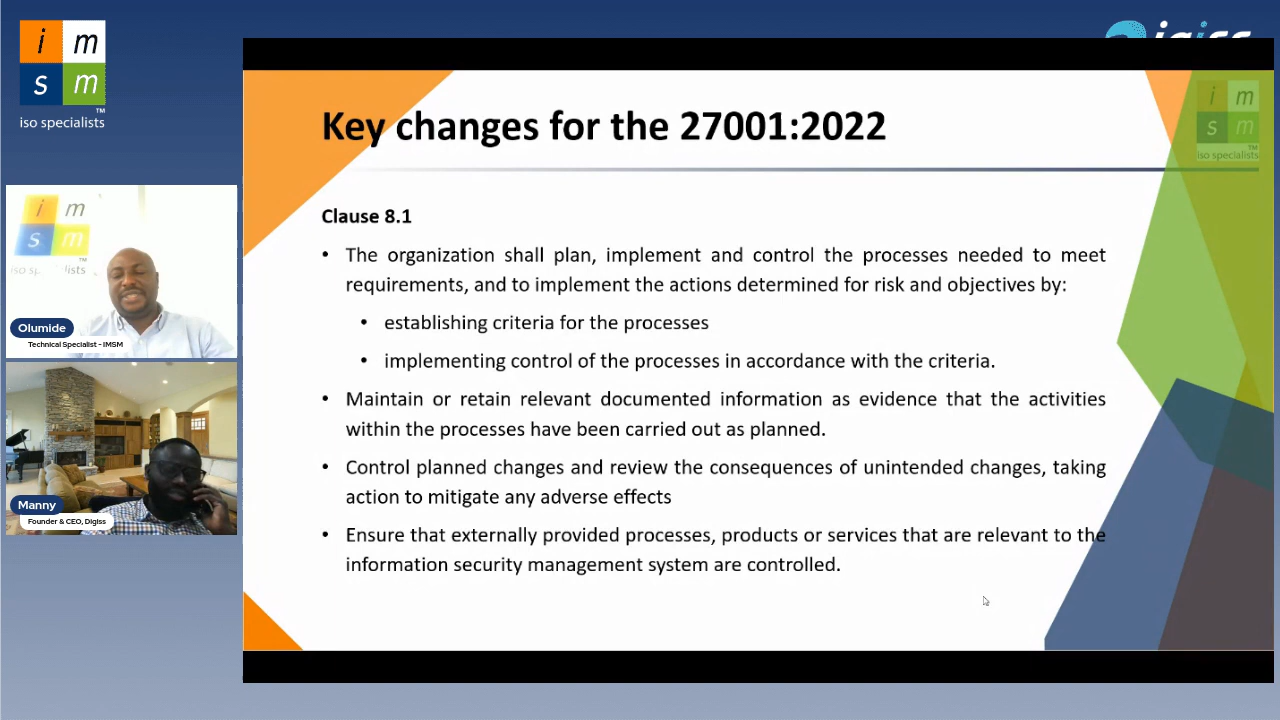 i m
s m
TM
iso specialists
i m
s m
TM
Olumide
Technical Specialist - IMSM
Manny
Founder & CEO, Digiss
i m
s m
TM
iso specialists
Key changes for the 27001:2022
Clause 8.1
• The organization shall plan, implement and control the processes needed to meet
requirements, and to implement the actions determined for risk and objectives by:
• establishing criteria for the processes
• implementing control of the processes in accordance with the criteria.
• Maintain or retain relevant documented information as evidence that the activities
within the processes have been carried out as planned.
• Control planned changes and review the consequences of unintended changes, taking
action to mitigate any adverse effects
• Ensure that externally provided processes, products or services that are relevant to the
information security management system are controlled.